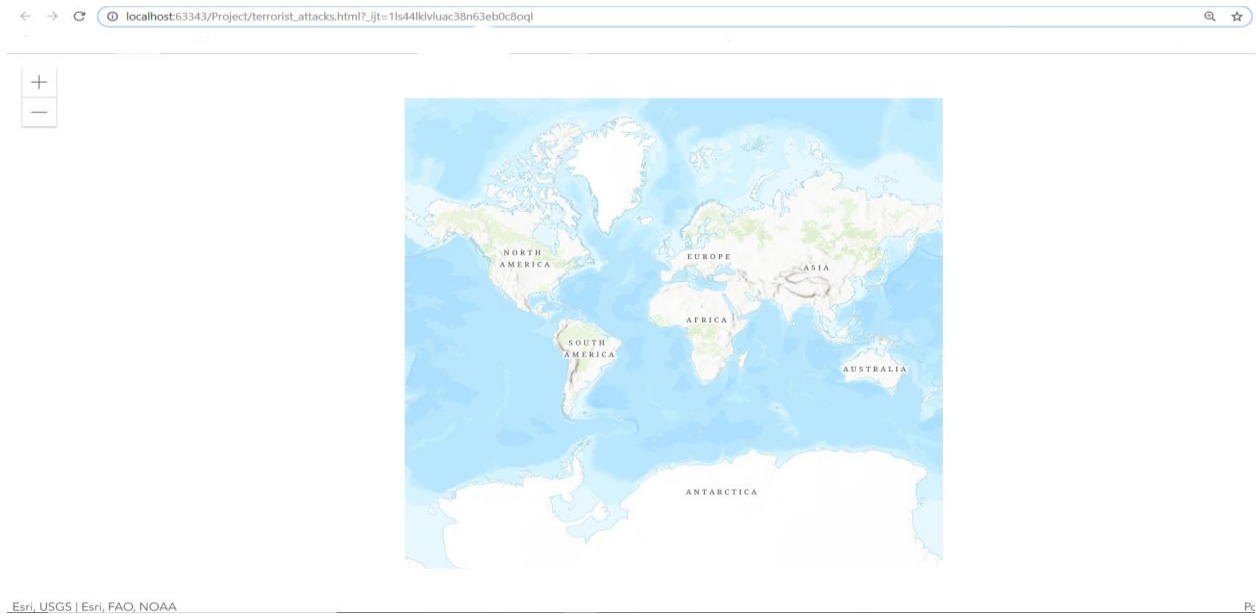 localhost:63343/Project/terrorist_attacks.html?_ijt=1ls44lklvluac38n63eb0c8oql
+
—
NORTH
AMERICA
EUROPE
ASIA
AFRICA
SOUTH
AMERICA
AUSTRALIA
ANTARCTICA
Esri, USGS | Esri, FAO, NOAA
Po